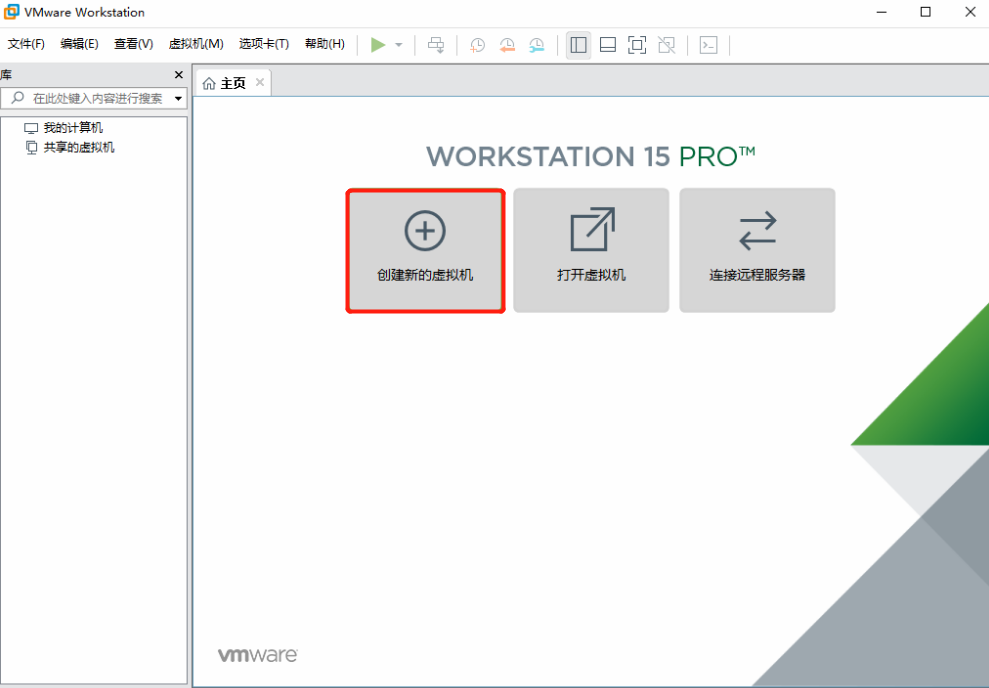 VMware Workstation
文件(F) 编辑(E) 查看(V) 虚拟机(M) 选项卡(T) 帮助(H)
库
主页
在此处键入内容进行搜索
我的计算机
共享的虚拟机
WORKSTATION 15 PRO™
创建新的虚拟机 打开虚拟机 连接远程服务器
vmware